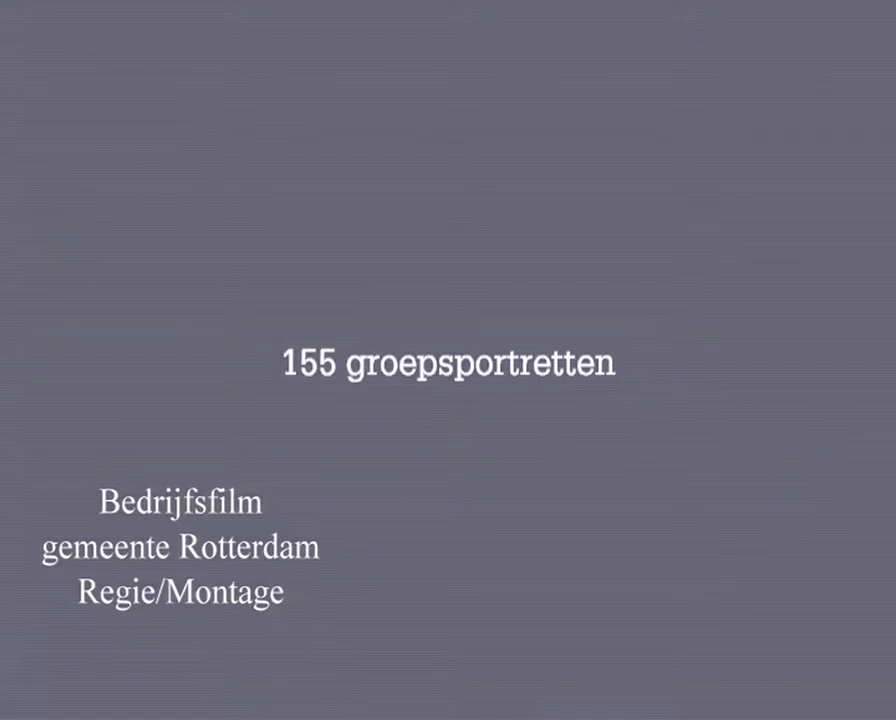 155 groepsportretten
Bedrijfsfilm
gemeente Rotterdam
Regie/Montage